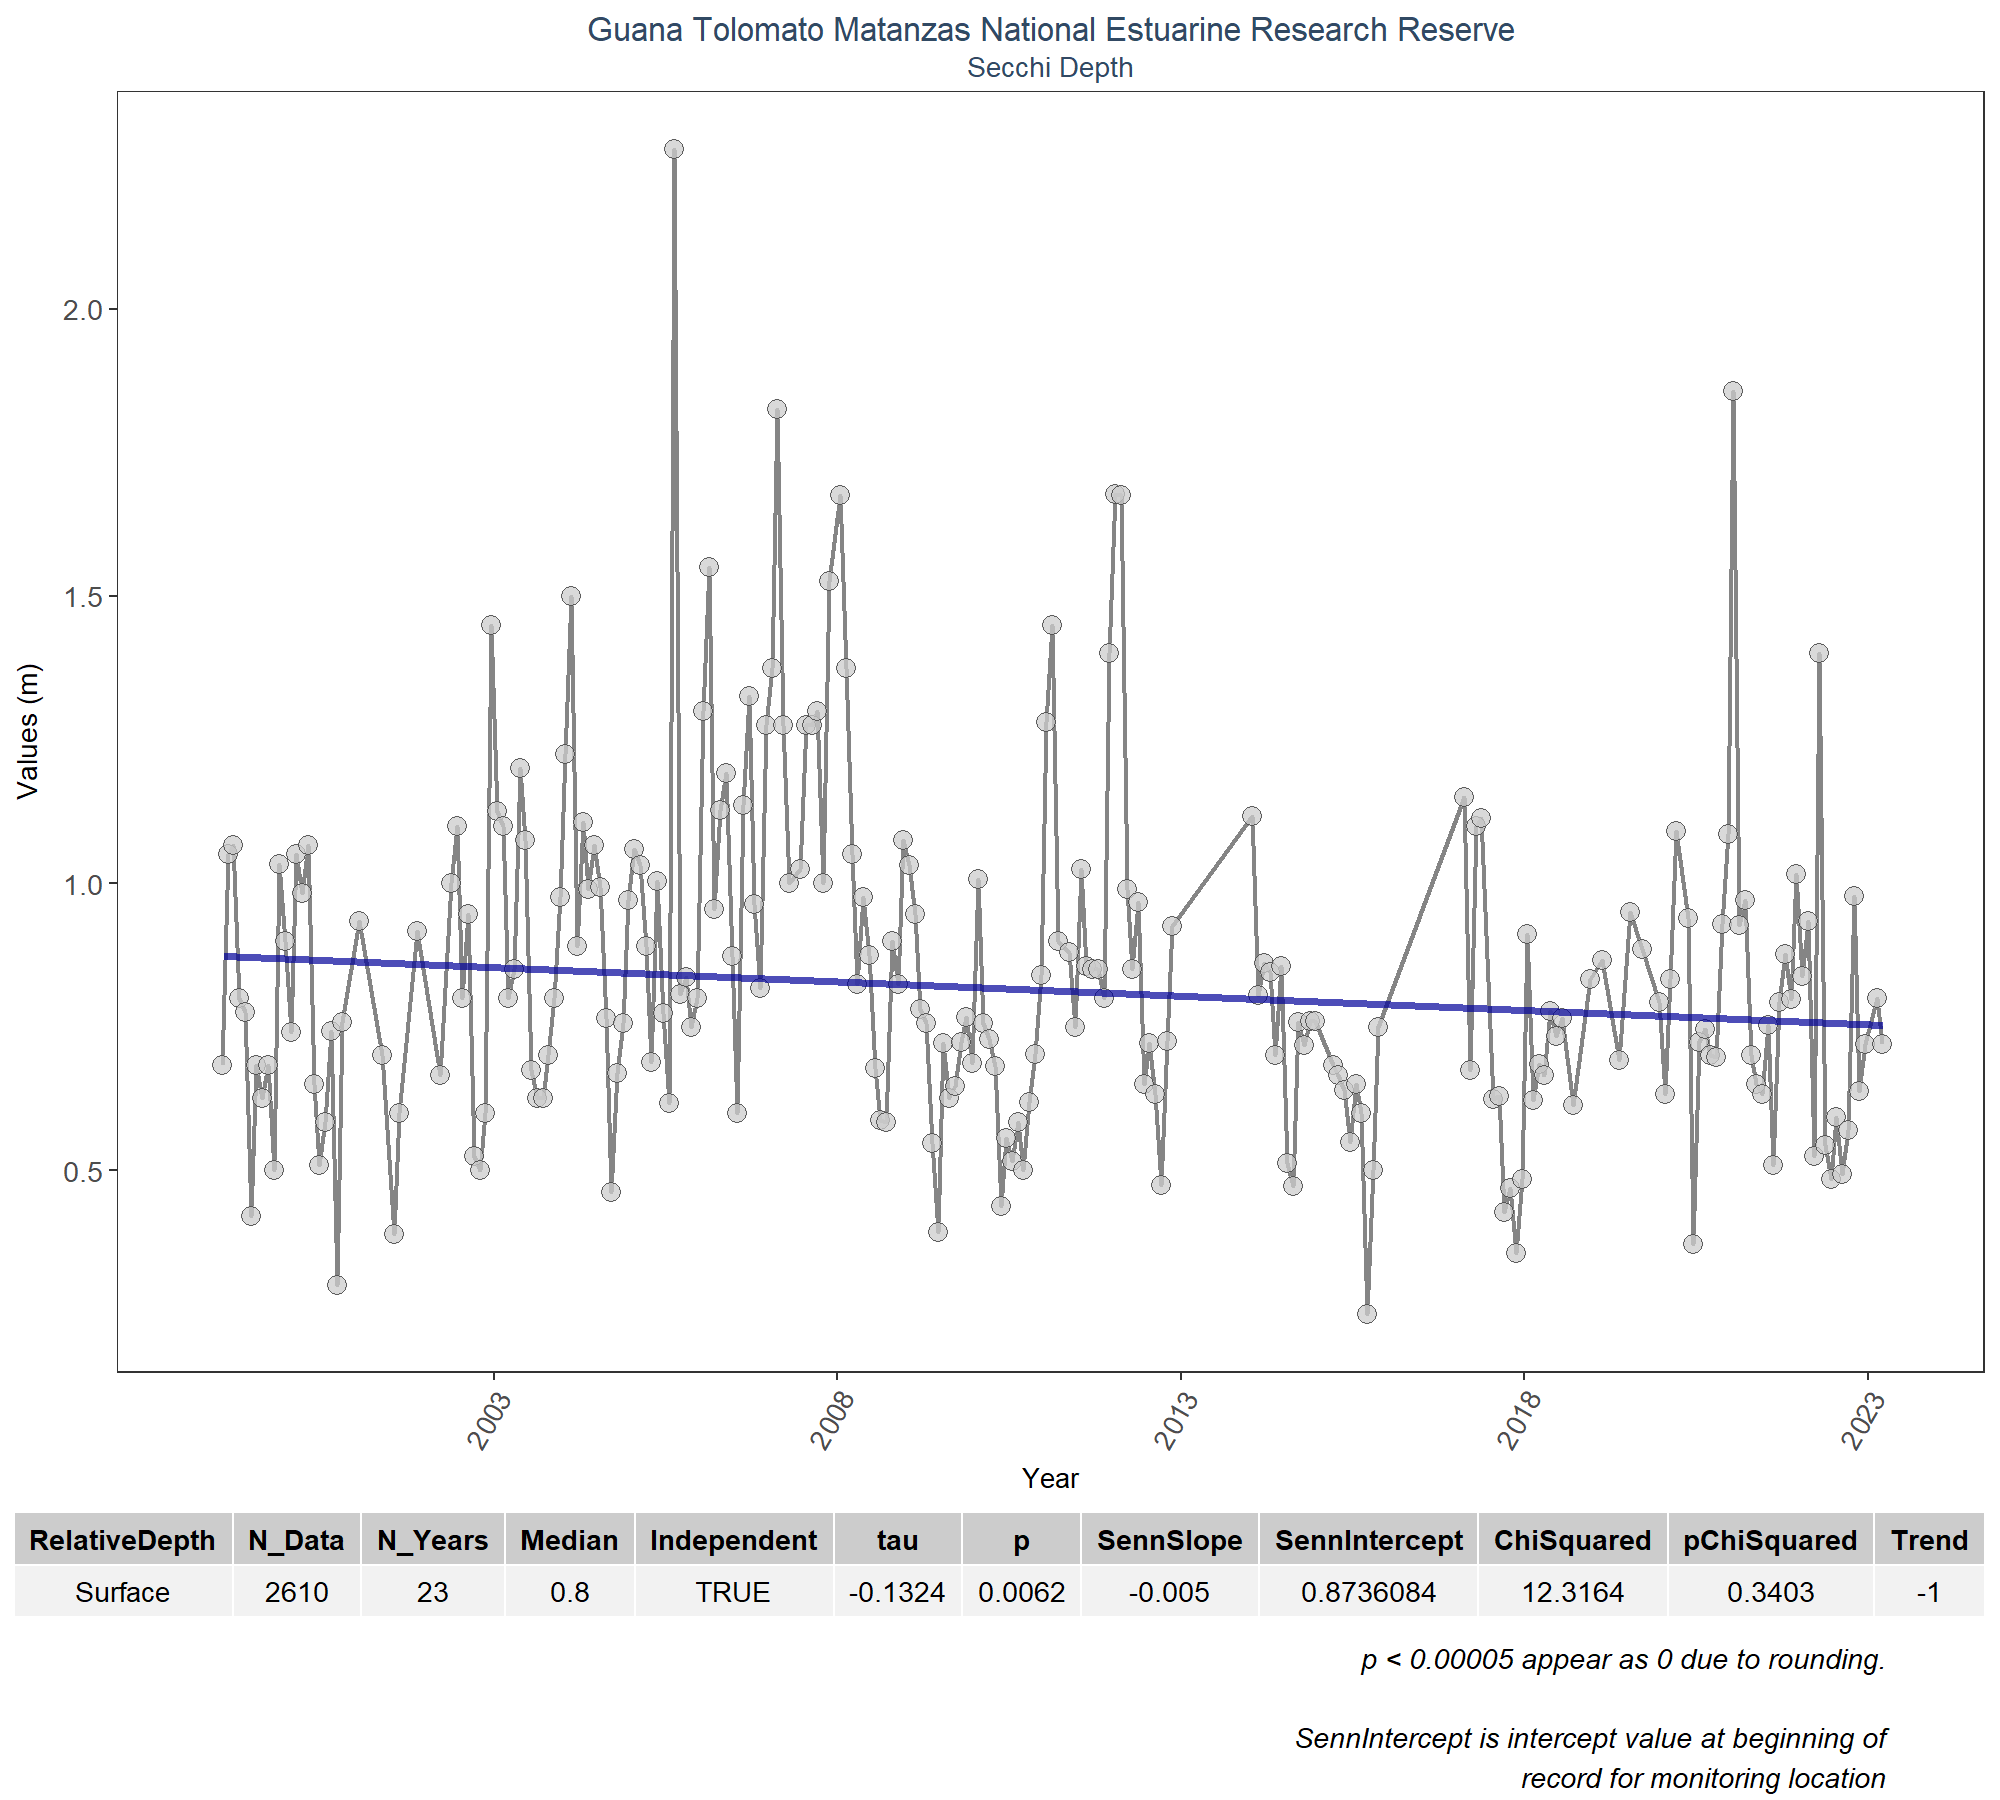 Guana Tolomato Matanzas National Estuarine Research Reserve
Secchi Depth
Values (m)
2.0
1.5
1.0
0.5
2003
2008
2013
2018
2023
Year
RelativeDepth N_Data N_Years Median Independent tau p SennSlope SennIntercept ChiSquared pChiSquared Trend
Surface 2610 23 0.8 TRUE -0.1324 0.0062 -0.005 0.8736084 12.3164 0.3403 -1
p < 0.00005 appear as 0 due to rounding.
SennIntercept is intercept value at beginning of
record for monitoring location